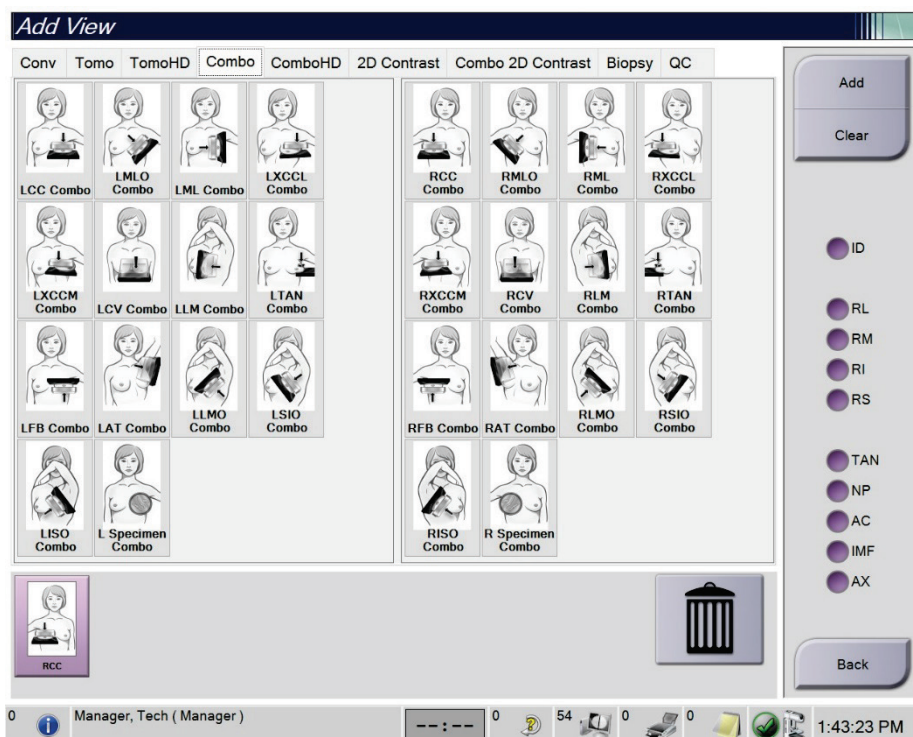 Add View
Conv Tomo TomoHD Combo ComboHD 2D Contrast Combo 2D Contrast Biopsy QC
LCC Combo
LMLO
Combo
LML Combo
LXCCL
Combo
RCC
Combo
RMLO
Combo
RML
Combo
RXCCL
Combo
LXCCM
Combo
LCV Combo
LLM Combo
LTAN
Combo
RXCCM
Combo
RCV
Combo
RLM
Combo
RTAN
Combo
LFB Combo
LAT Combo
LLMO
Combo
LSIO
Combo
RFB Combo
RAT Combo
RLMO
Combo
RSIO
Combo
LISO
Combo
L Specimen
Combo
RISO
Combo
R Specimen
Combo
RCC
Add
Clear
ID
RL
RM
RI
RS
TAN
NP
AC
IMF
AX
Back
0
Manager, Tech ( Manager )
--:--
0
54
0
0
1:43:23 PM